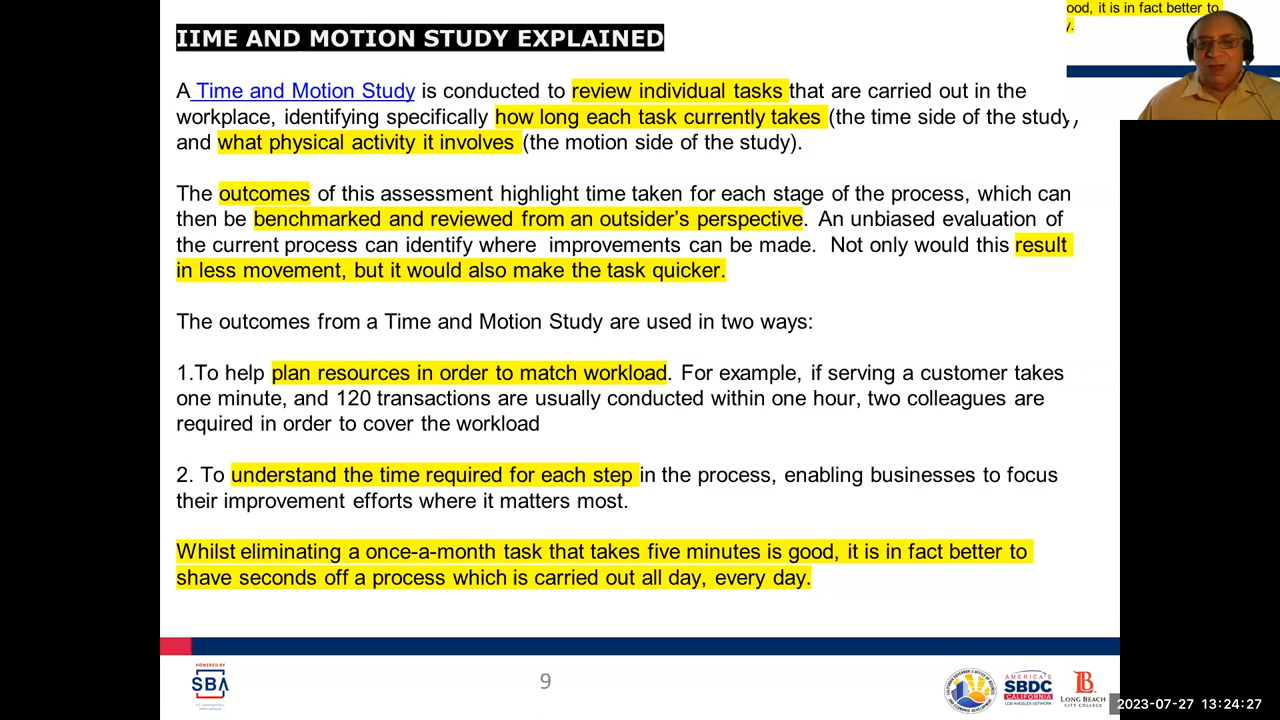 IIME AND MOTION STUDY EXPLAINED
ood, it is in fact better to
y.
A Time and Motion Study is conducted to review individual tasks that are carried out in the
workplace, identifying specifically how long each task currently takes (the time side of the study)
and what physical activity it involves (the motion side of the study).
The outcomes of this assessment highlight time taken for each stage of the process, which can
then be benchmarked and reviewed from an outsider’s perspective. An unbiased evaluation of
the current process can identify where improvements can be made. Not only would this result
in less movement, but it would also make the task quicker.
The outcomes from a Time and Motion Study are used in two ways:
1.To help plan resources in order to match workload. For example, if serving a customer takes
one minute, and 120 transactions are usually conducted within one hour, two colleagues are
required in order to cover the workload
2. To understand the time required for each step in the process, enabling businesses to focus
their improvement efforts where it matters most.
Whilst eliminating a once-a-month task that takes five minutes is good, it is in fact better to
shave seconds off a process which is carried out all day, every day.
POWERED BY
SBA
9
AMERICA'S
SBDC
CALIFORNIA
LOS ANGELES NETWORK
LONG BEACH
CITY COLLEGE
2023-07-27 13:24:27